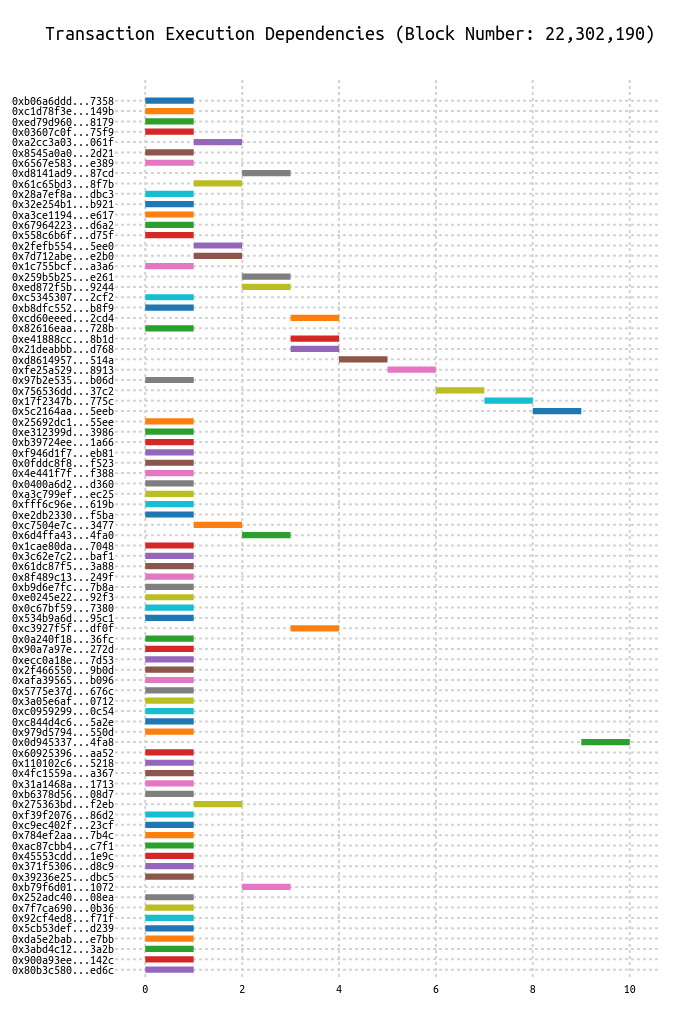 Transaction Execution Dependencies (Block Number: 22,302,190)
0xb06a6ddd...7358
0xc1d78f3e...149b
0xed79d960...8179
0x03607c0f...75f9
0xa2cc3a03...061f
0x8545a0a0...2d21
0x6567e583...e389
0xd8141ad9...87cd
0x61c65bd3...8f7b
0x28a7ef8a...dbc3
0x32e254b1...b921
0xa3ce1194...e617
0x67964223...d6a2
0x558c6b6f...d75f
0x2fefb554...5ee0
0x7d712abe...e2b0
0x1c755bcf...a3a6
0x259b5b25...e261
0xed872f5b...9244
0xc5345307...2cf2
0xb8dfc552...b8f9
0xcd60eeed...2cd4
0x82616eaa...728b
0xe41888cc...8b1d
0x21deabbb...d768
0xd8614957...514a
0xfe25a529...8913
0x97b2e535...b06d
0x756536dd...37c2
0x17f2347b...775c
0x5c2164aa...5eeb
0x25692dc1...55ee
0xe312399d...3986
0xb39724ee...1a66
0xf946d1f7...eb81
0x0fddc8f8...f523
0x4e441f7f...f388
0x0400a6d2...d360
0xa3c799ef...ec25
0xfff6c96e...619b
0xe2db2330...f5ba
0xc7504e7c...3477
0x6d4ffa43...4fa0
0x1cae80da...7048
0x3c62e7c2...baf1
0x61dc87f5...3a88
0x8f489c13...249f
0xb9d6e7fc...7b8a
0xe0245e22...92f3
0x0c67bf59...7380
0x534b9a6d...95c1
0xc3927f5f...df0f
0x0a240f18...36fc
0x90a7a97e...272d
0xecc0a18e...7d53
0x2f466550...9b0d
0xafa39565...b096
0x5775e37d...676c
0x3a05e6af...0712
0xc0959299...0c54
0xc844d4c6...5a2e
0x979d5794...550d
0x0d945337...4fa8
0x60925396...aa52
0x110102c6...5218
0x4fc1559a...a367
0x31a1468a...1713
0xb6378d56...08d7
0x275363bd...f2eb
0xf39f2076...86d2
0xc9ec402f...23cf
0x784ef2aa...7b4c
0xac87cbb4...c7f1
0x45553cdd...1e9c
0x371f5306...d8c9
0x39236e25...dbc5
0xb79f6d01...1072
0x252adc40...08ea
0x7f7ca690...0b36
0x92cf4ed8...f71f
0x5cb53def...d239
0xda5e2bab...e7bb
0x3abd4c12...3a2b
0x900a93ee...142c
0x80b3c580...ed6c
0 2 4 6 8 10